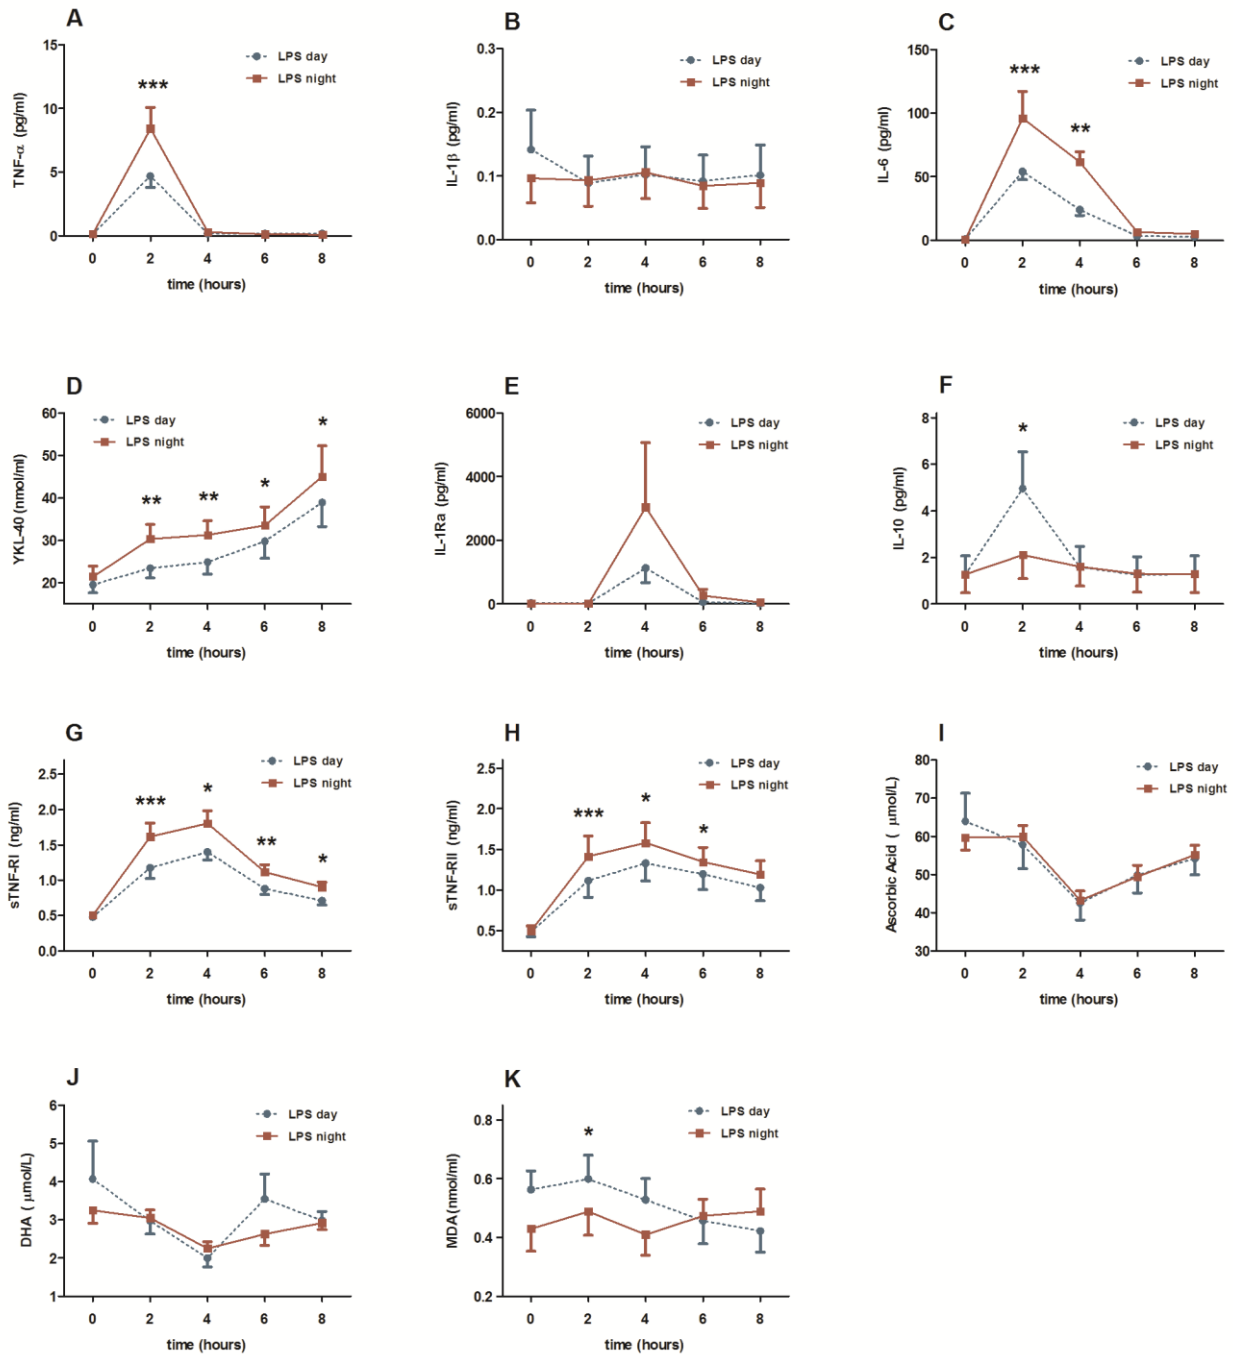 A
TNF-α (pg/ml)
15
10
5
0
LPS day
LPS night
***
0 2 4 6 8
time (hours)
B
IL-1β (pg/ml)
0.3
0.2
0.1
0.0
LPS day
LPS night
0 2 4 6 8
time (hours)
C
IL-6 (pg/ml)
150
100
50
0
LPS day
LPS night
***
**
0 2 4 6 8
time (hours)
D
YKL-40 (nmol/ml)
60
50
40
30
20
LPS day
LPS night
** ** * *
0 2 4 6 8
time (hours)
E
IL-1Ra (pg/ml)
6000
4000
2000
0
LPS day
LPS night
0 2 4 6 8
time (hours)
F
IL-10 (pg/ml)
8
6
4
2
0
LPS day
LPS night
*
0 2 4 6 8
time (hours)
G
sTNF-RI (ng/ml)
2.5
2.0
1.5
1.0
0.5
0.0
LPS day
LPS night
*** * ** *
0 2 4 6 8
time (hours)
H
sTNF-RII (ng/ml)
2.5
2.0
1.5
1.0
0.5
LPS day
LPS night
*** * *
0 2 4 6 8
time (hours)
I
Ascorbic Acid ( μmol/L)
80
70
60
50
40
30
LPS day
LPS night
0 2 4 6 8
time (hours)
J
DHA ( μmol/L)
6
5
4
3
2
1
LPS day
LPS night
0 2 4 6 8
time (hours)
K
MDA (nmol/ml)
0.8
0.6
0.4
0.2
LPS day
LPS night
*
0 2 4 6 8
time (hours)